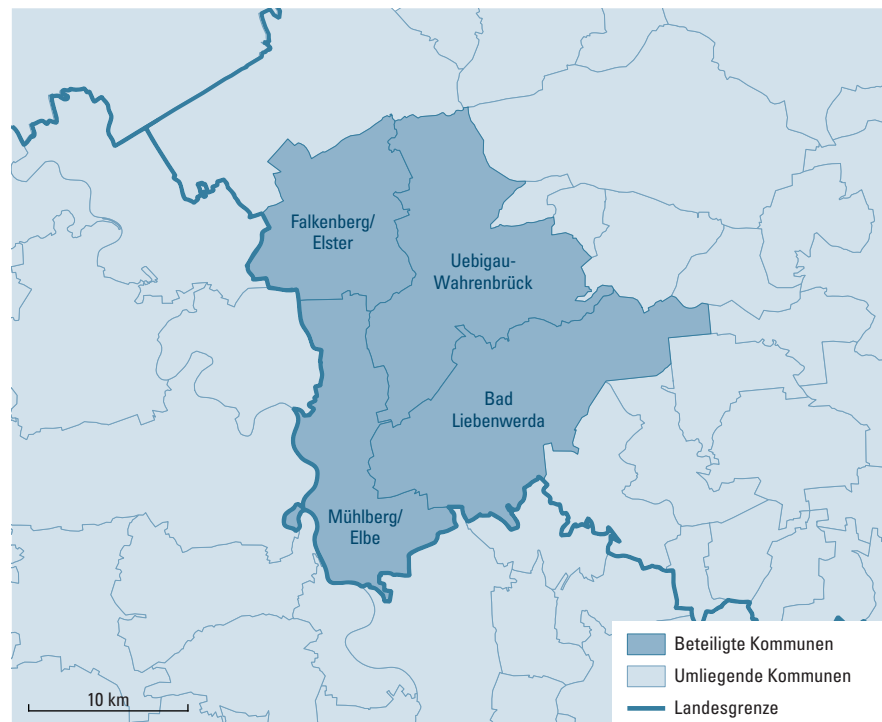 Falkenberg/
Elster
Uebigau-
Wahrenbrück
Bad
Liebenwerda
Mühlberg/
Elbe
10 km
Beteiligte Kommunen
Umliegende Kommunen
Landesgrenze